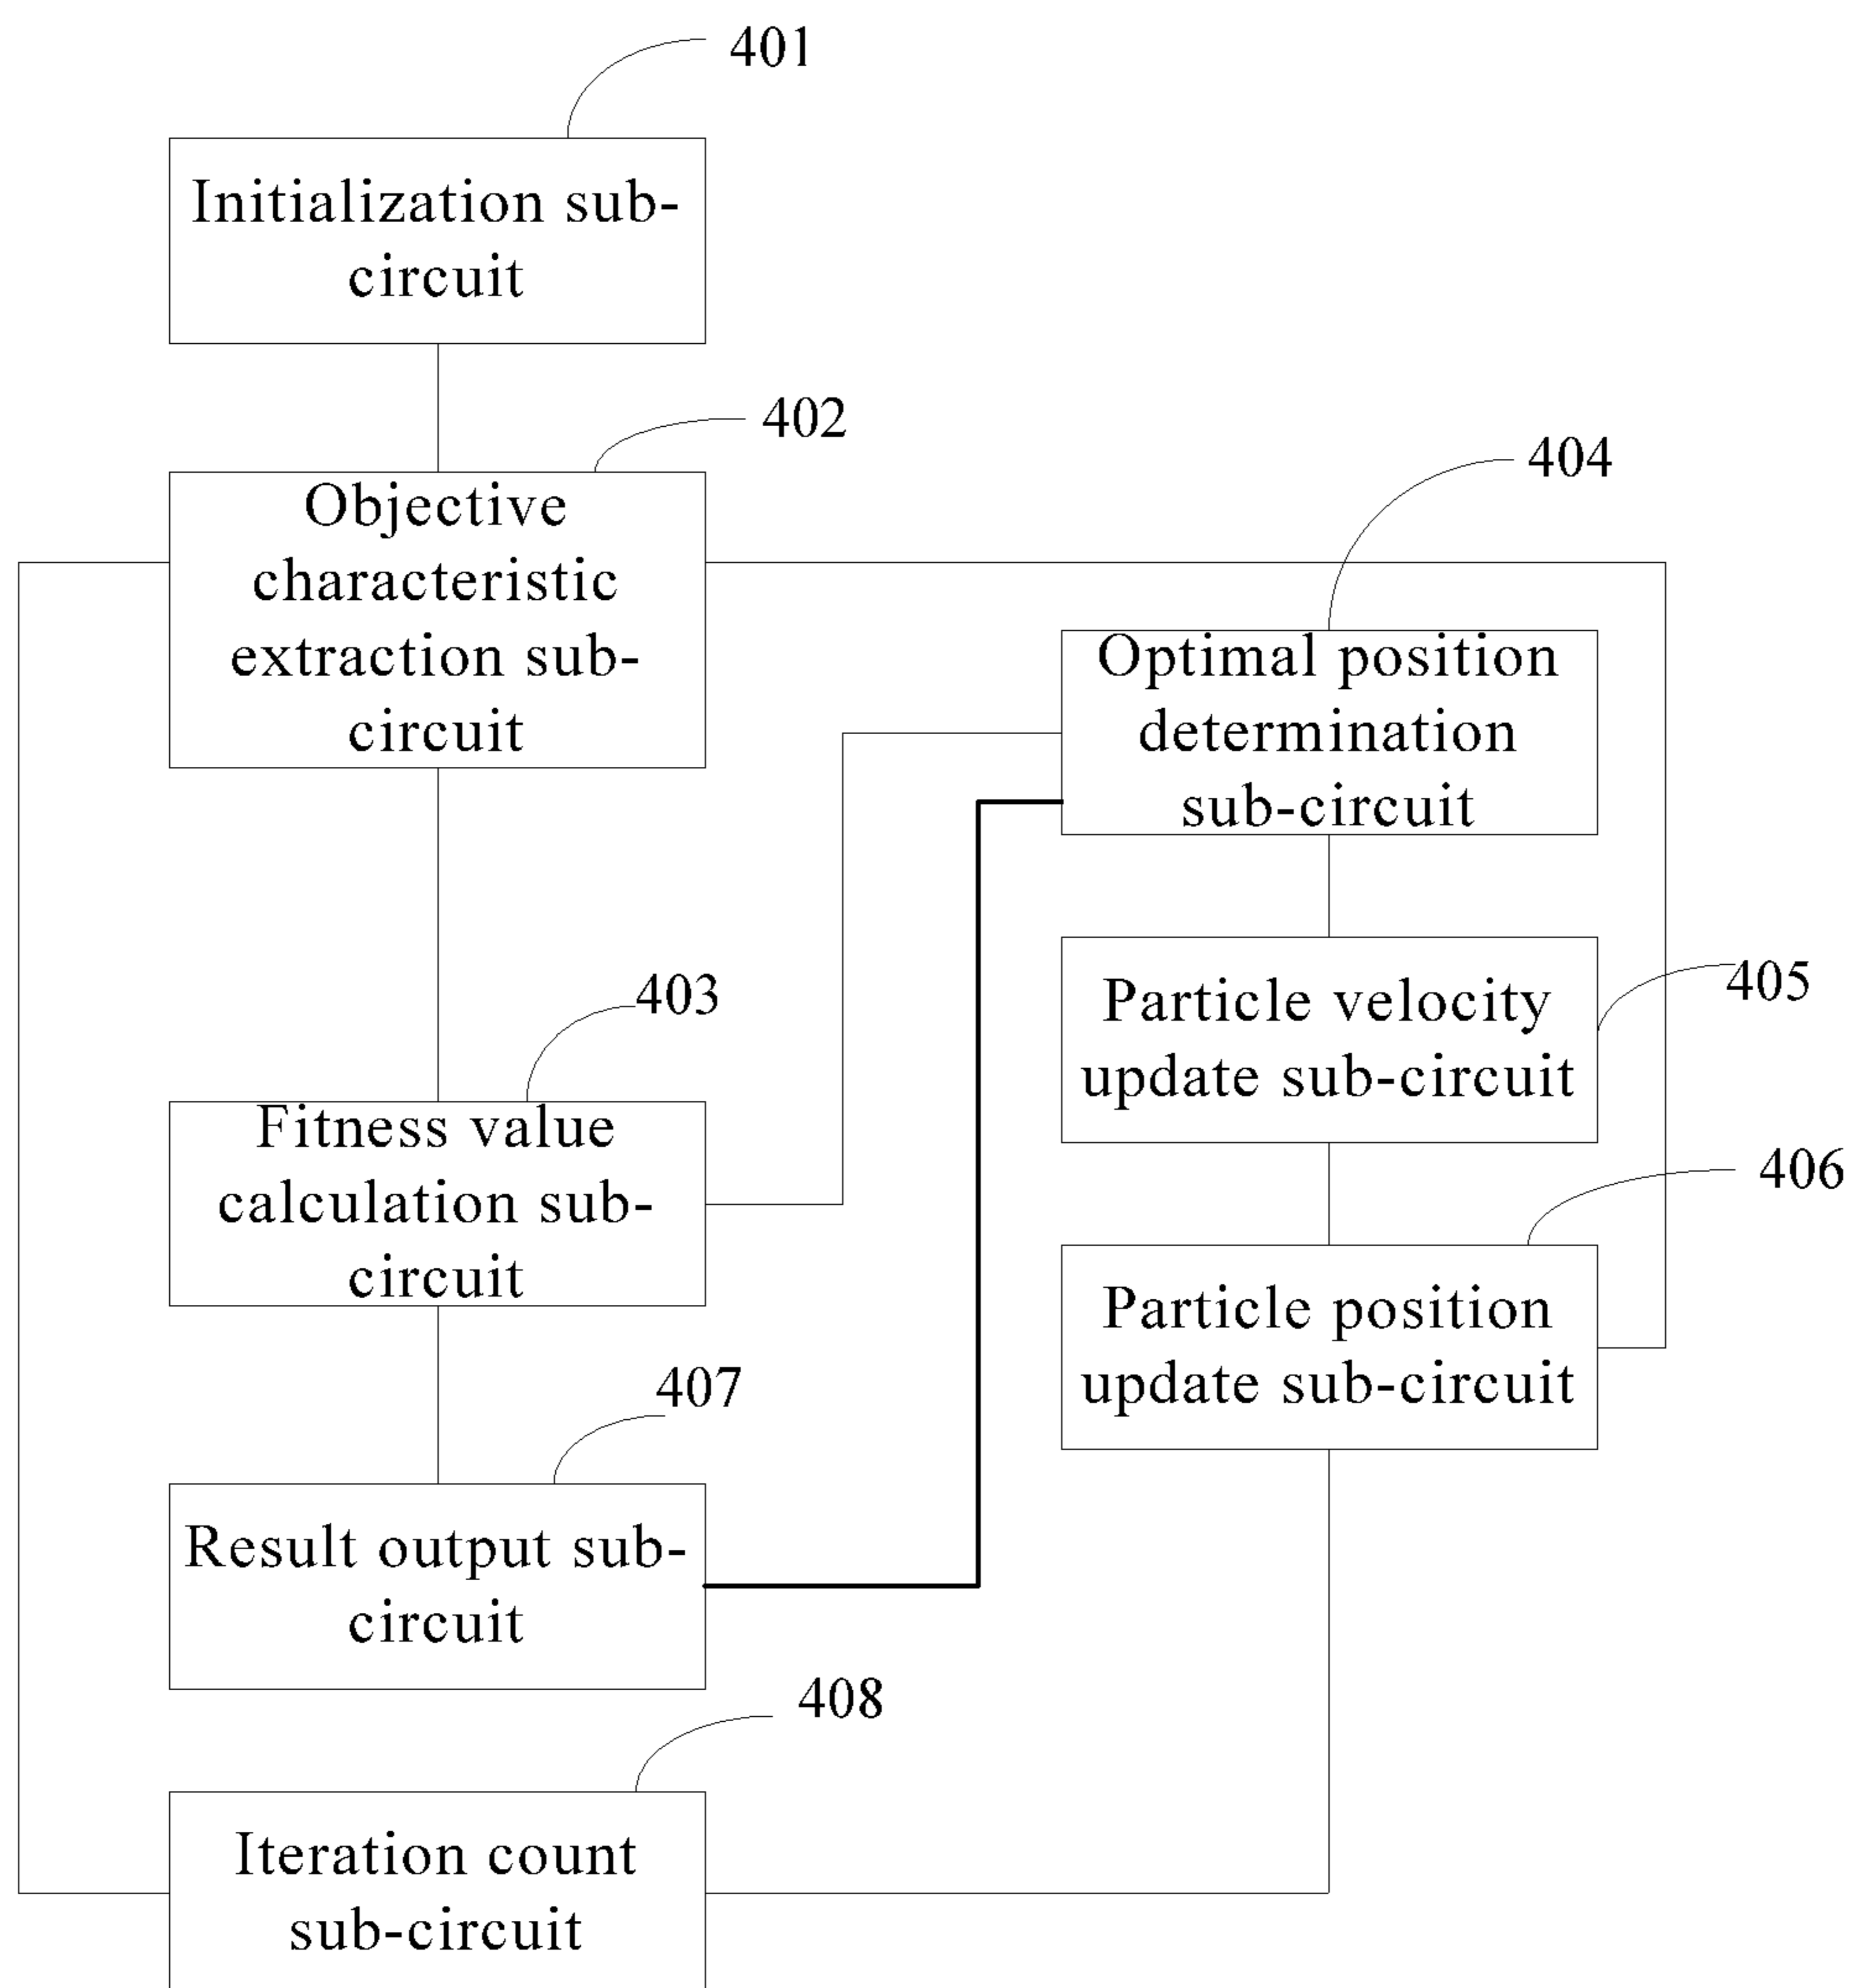 401
Initialization sub-
circuit
402
Objective
characteristic
extraction sub-
circuit
404
Optimal position
determination
sub-circuit
403
Fitness value
calculation sub-
circuit
405
Particle velocity
update sub-circuit
406
Particle position
update sub-circuit
407
Result output sub-
circuit
408
Iteration count
sub-circuit